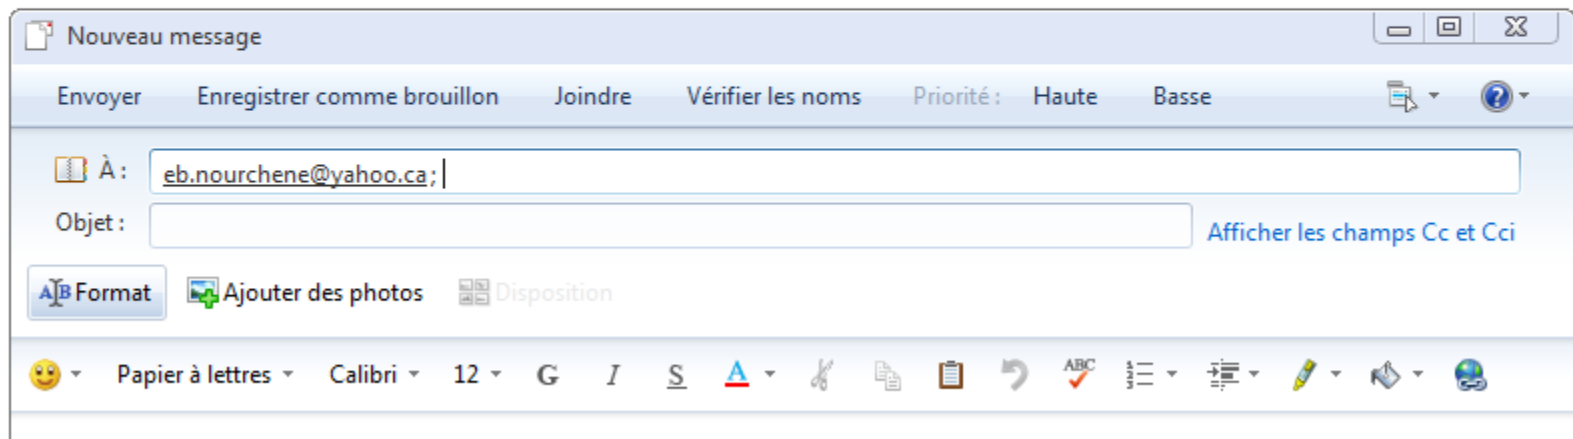 Nouveau message
Envoyer Enregistrer comme brouillon Joindre Vérifier les noms Priorité : Haute Basse
À : eb.nourchene@yahoo.ca;
Objet :
Afficher les champs Cc et Cci
Format Ajouter des photos Disposition
Papier à lettres Calibri 12 G I S A ABC